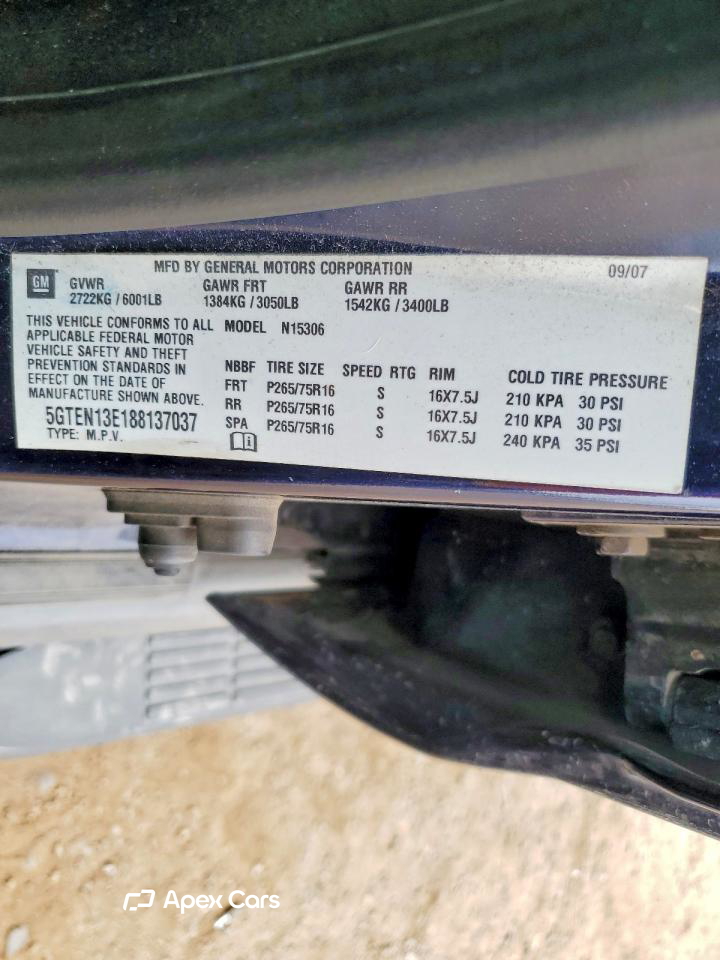 MFD BY GENERAL MOTORS CORPORATION 09/07
GM GVWR GAWR FRT GAWR RR
2722KG / 6001LB 1384KG / 3050LB 1542KG / 3400LB
THIS VEHICLE CONFORMS TO ALL MODEL N15306
APPLICABLE FEDERAL MOTOR
VEHICLE SAFETY AND THEFT
PREVENTION STANDARDS IN
EFFECT ON THE DATE OF
MANUFACTURE SHOWN ABOVE.
5GTEN13E188137037
TYPE: M.P.V.
NBBF TIRE SIZE SPEED RTG RIM COLD TIRE PRESSURE
FRT P265/75R16 S 16X7.5J 210 KPA 30 PSI
RR P265/75R16 S 16X7.5J 210 KPA 30 PSI
SPA P265/75R16 S 16X7.5J 240 KPA 35 PSI
Apex Cars